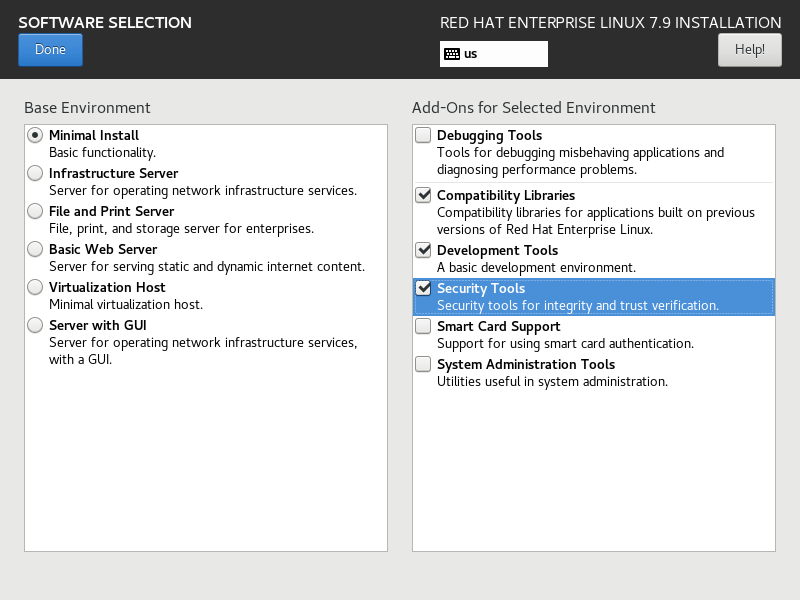 SOFTWARE SELECTION
RED HAT ENTERPRISE LINUX 7.9 INSTALLATION
Done
us
Help!
Base Environment
Minimal Install
Basic functionality.
Infrastructure Server
Server for operating network infrastructure services.
File and Print Server
File, print, and storage server for enterprises.
Basic Web Server
Server for serving static and dynamic internet content.
Virtualization Host
Minimal virtualization host.
Server with GUI
Server for operating network infrastructure services,
with a GUI.
Add-Ons for Selected Environment
Debugging Tools
Tools for debugging misbehaving applications and
diagnosing performance problems.
Compatibility Libraries
Compatibility libraries for applications built on previous
versions of Red Hat Enterprise Linux.
Development Tools
A basic development environment.
Security Tools
Security tools for integrity and trust verification.
Smart Card Support
Support for using smart card authentication.
System Administration Tools
Utilities useful in system administration.